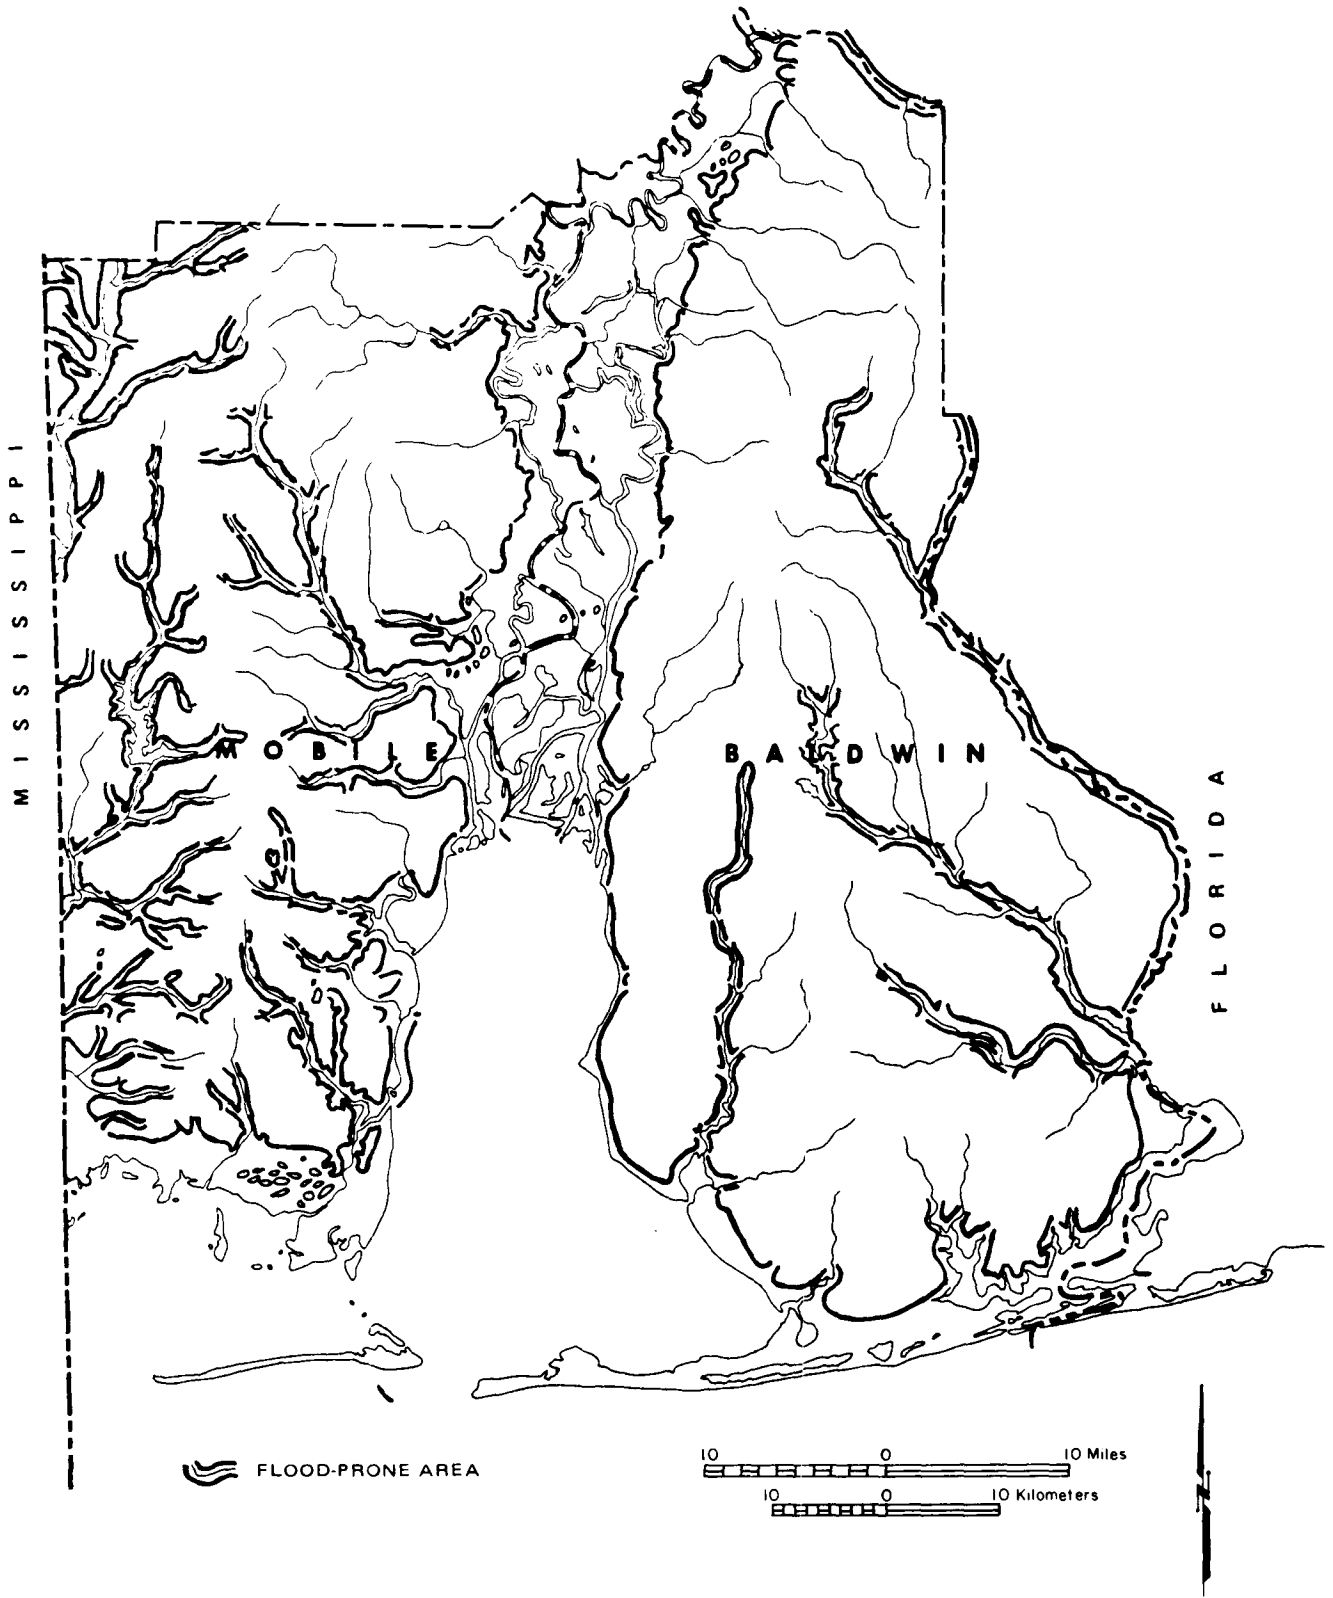 MISSISSIPPI
MOBILE
BALDWIN
FLORIDA
FLOOD-PRONE AREA
10 0 10 Miles
10 0 10 Kilometers
N